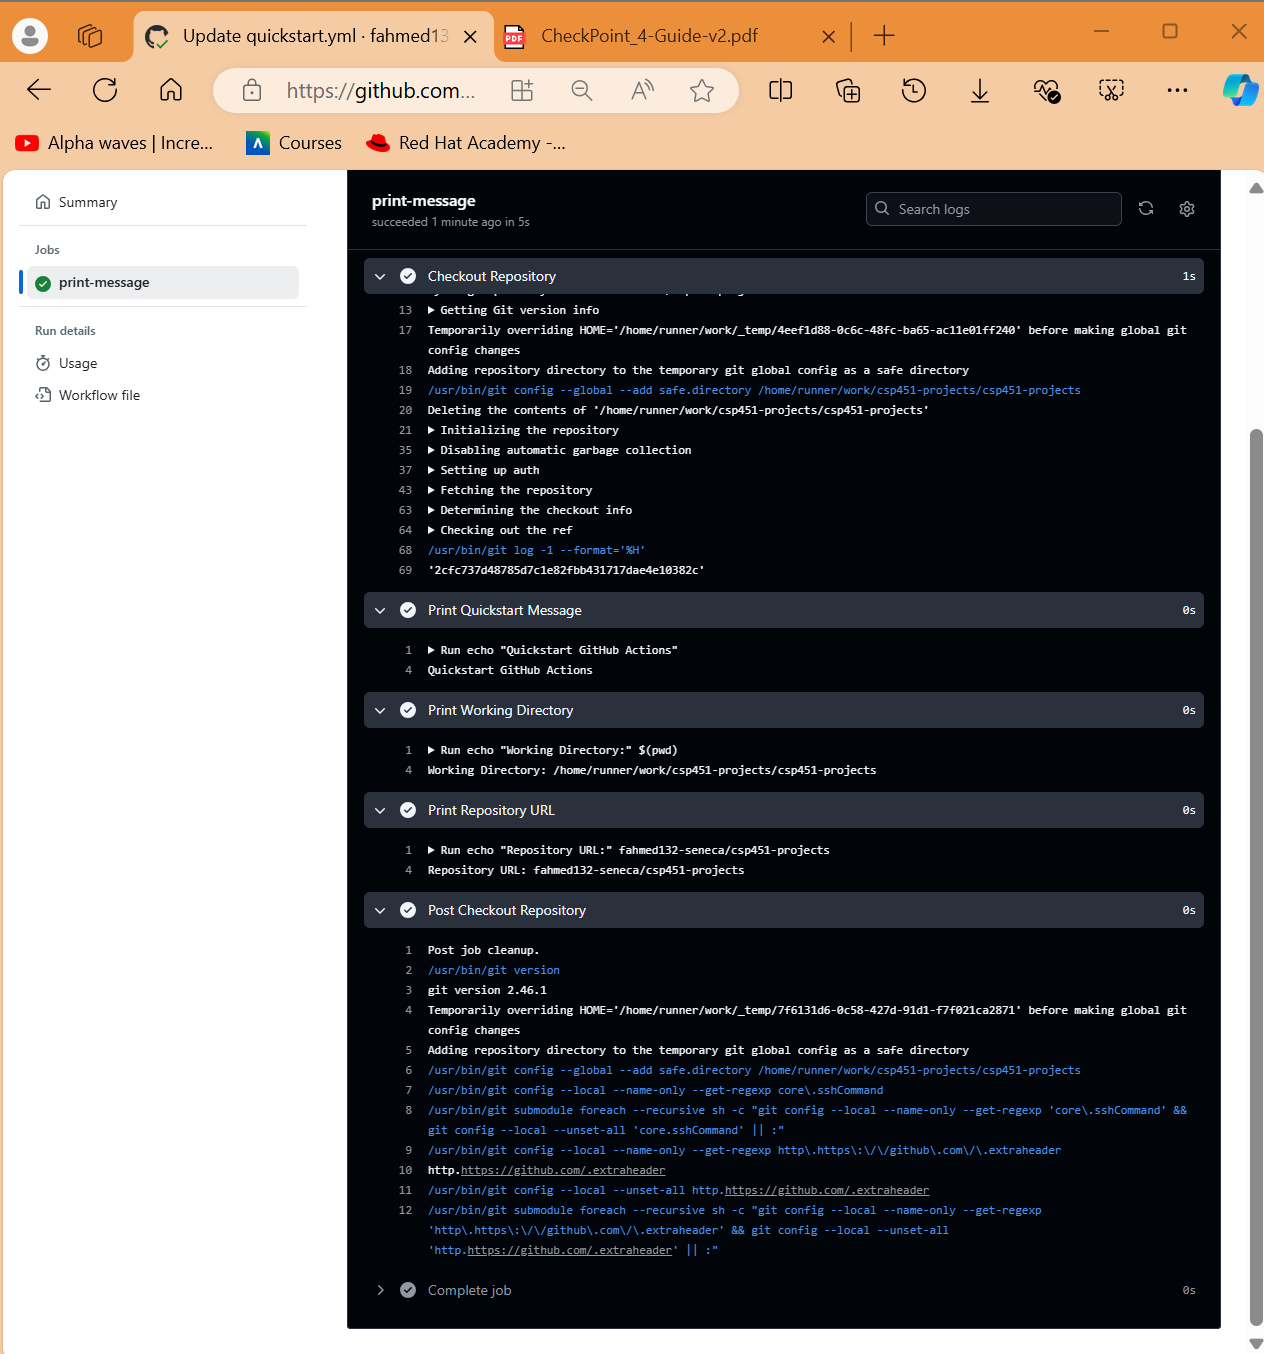 Update quickstart.yml - fahmed13
CheckPoint_4-Guide-v2.pdf
https://github.com...
Alpha waves | Incre...
Courses
Red Hat Academy -...
Summary
Jobs
print-message
Run details
Usage
Workflow file
print-message
succeeded 1 minute ago in 5s
Search logs
Checkout Repository 1s
13 Getting Git version info
17 Temporarily overriding HOME='/home/runner/work/_temp/4eef1d88-0c6c-48fc-ba65-ac11e01ff240' before making global git
config changes
18 Adding repository directory to the temporary git global config as a safe directory
19 /usr/bin/git config --global --add safe.directory /home/runner/work/csp451-projects/csp451-projects
20 Deleting the contents of '/home/runner/work/csp451-projects/csp451-projects'
21 Initializing the repository
35 Disabling automatic garbage collection
37 Setting up auth
43 Fetching the repository
63 Determining the checkout info
64 Checking out the ref
68 /usr/bin/git log -1 --format='%H'
69 '2cfc737d48785d7c1e82fbb431717dae4e10382c'
Print Quickstart Message 0s
1 Run echo "Quickstart GitHub Actions"
4 Quickstart GitHub Actions
Print Working Directory 0s
1 Run echo "Working Directory:" $(pwd)
4 Working Directory: /home/runner/work/csp451-projects/csp451-projects
Print Repository URL 0s
1 Run echo "Repository URL:" fahmed132-seneca/csp451-projects
4 Repository URL: fahmed132-seneca/csp451-projects
Post Checkout Repository 0s
1 Post job cleanup.
2 /usr/bin/git version
3 git version 2.46.1
4 Temporarily overriding HOME='/home/runner/work/_temp/7f6131d6-0c58-427d-91d1-f7f021ca2871' before making global git
config changes
5 Adding repository directory to the temporary git global config as a safe directory
6 /usr/bin/git config --global --add safe.directory /home/runner/work/csp451-projects/csp451-projects
7 /usr/bin/git config --local --name-only --get-regexp core\.sshCommand
8 /usr/bin/git submodule foreach --recursive sh -c "git config --local --name-only --get-regexp 'core\.sshCommand' &&
git config --local --unset-all 'core.sshCommand' || :"
9 /usr/bin/git config --local --name-only --get-regexp http\.https\:\/\/github\.com\/\.extraheader
10 http.https://github.com/.extraheader
11 /usr/bin/git config --local --unset-all http.https://github.com/.extraheader
12 /usr/bin/git submodule foreach --recursive sh -c "git config --local --name-only --get-regexp
'http\.https\:\/\/github\.com\/\.extraheader' && git config --local --unset-all
'http.https://github.com/.extraheader' || :"
Complete job 0s